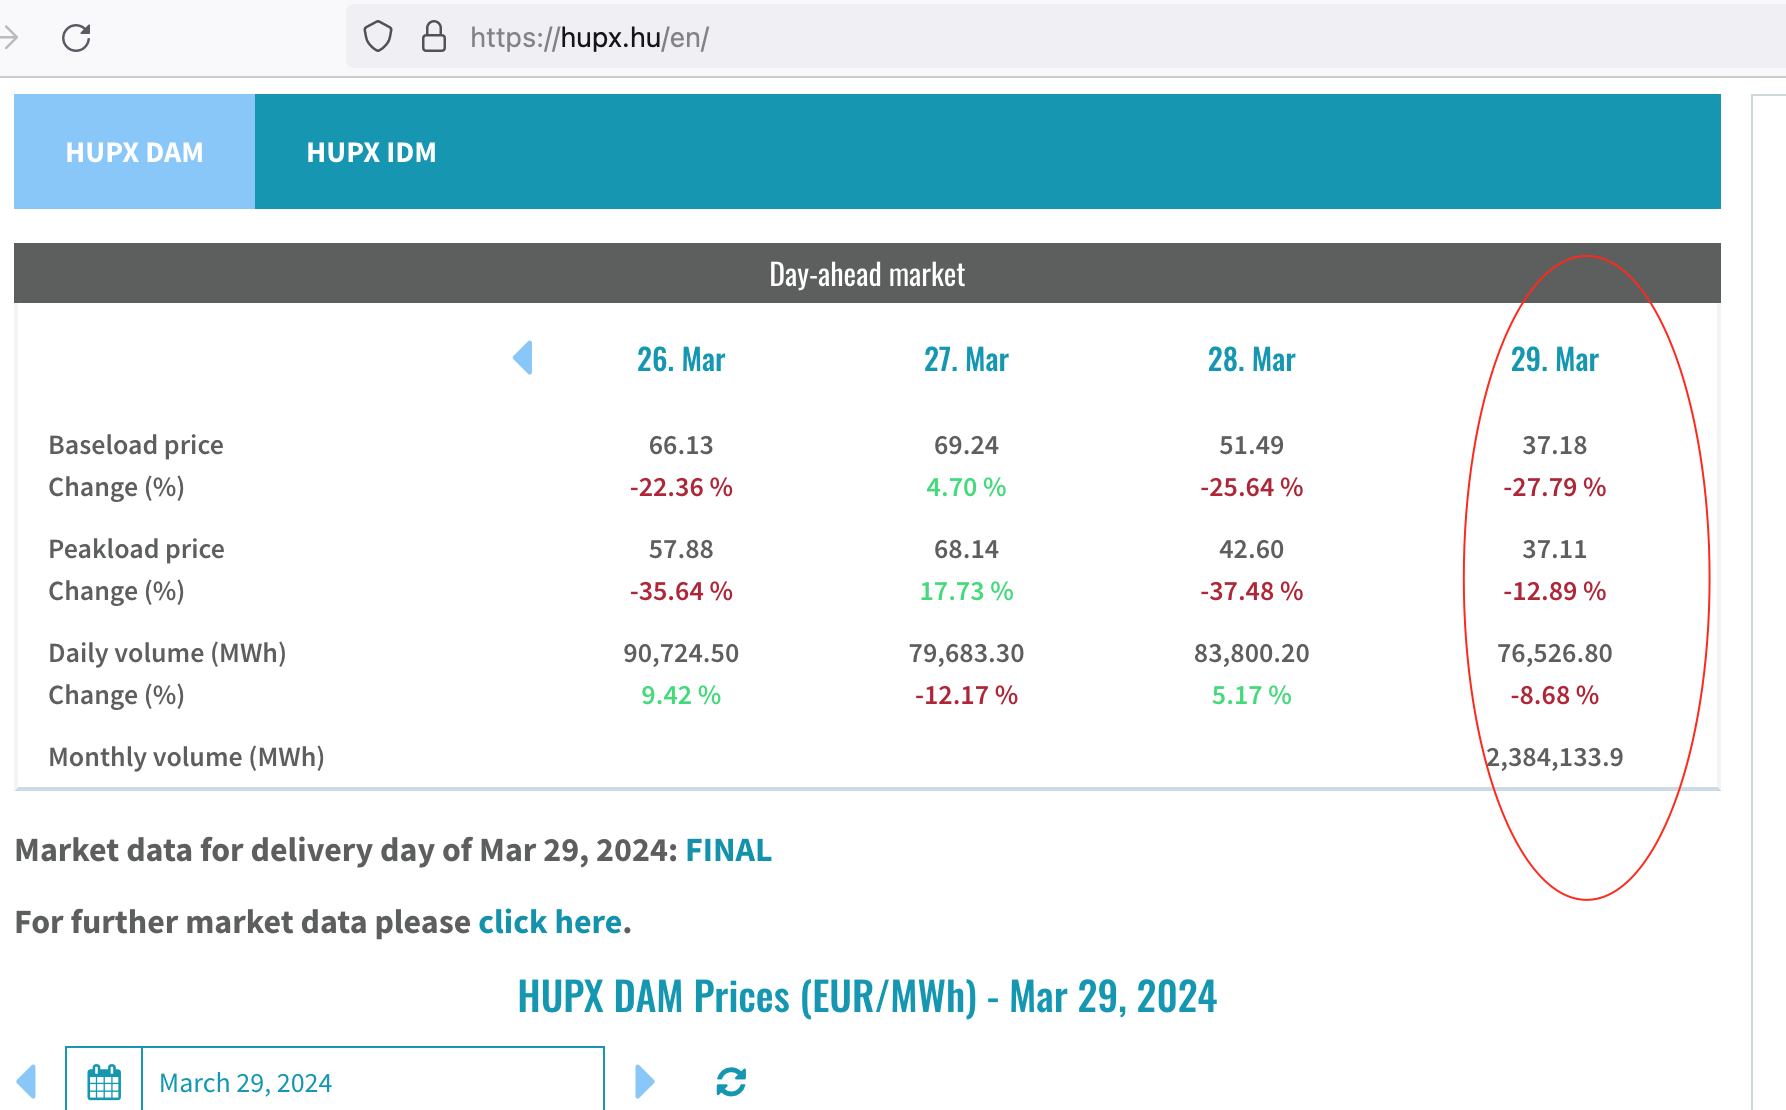 https://hupx.hu/en/
HUPX DAM HUPX IDM
Day-ahead market
26. Mar 27. Mar 28. Mar 29. Mar
Baseload price 66.13 69.24 51.49 37.18
Change (%) -22.36 % 4.70 % -25.64 % -27.79 %
Peakload price 57.88 68.14 42.60 37.11
Change (%) -35.64 % 17.73 % -37.48 % -12.89 %
Daily volume (MWh) 90,724.50 79,683.30 83,800.20 76,526.80
Change (%) 9.42 % -12.17 % 5.17 % -8.68 %
Monthly volume (MWh) 2,384,133.9
Market data for delivery day of Mar 29, 2024: FINAL
For further market data please click here.
HUPX DAM Prices (EUR/MWh) - Mar 29, 2024
March 29, 2024